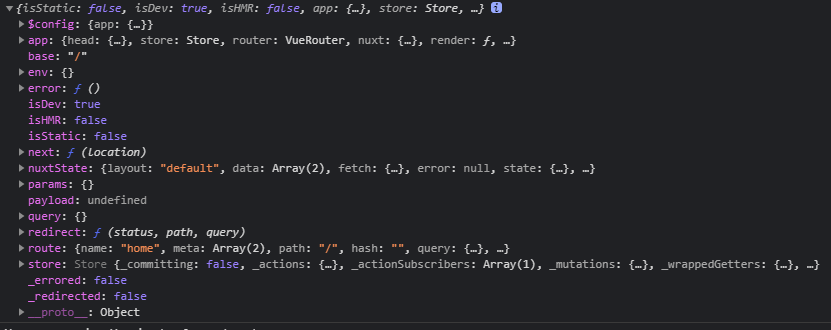 {isStatic: false, isDev: true, isHMR: false, app: {…}, store: Store, …} i
$config: {app: {…}}
app: {head: {…}, store: Store, router: VueRouter, nuxt: {…}, render: ƒ, …}
base: "/"
env: {}
error: ƒ ()
isDev: true
isHMR: false
isStatic: false
next: ƒ (location)
nuxtState: {layout: "default", data: Array(2), fetch: {…}, error: null, state: {…}, …}
params: {}
payload: undefined
query: {}
redirect: ƒ (status, path, query)
route: {name: "home", meta: Array(2), path: "/", hash: "", query: {…}, …}
store: Store {_committing: false, _actions: {…}, _actionSubscribers: Array(1), _mutations: {…}, _wrappedGetters: {…}, …}
_errored: false
_redirected: false
__proto__: Object